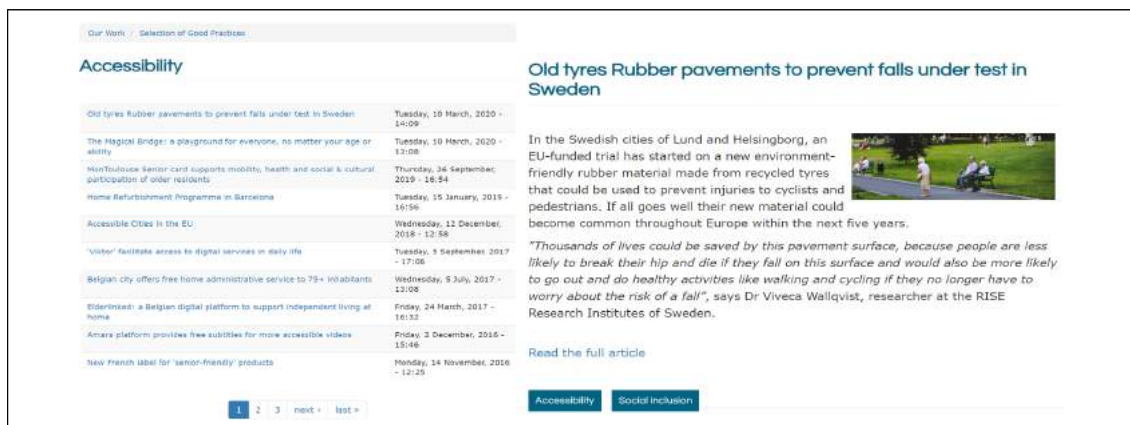 Our Work / Selection of Good Practices
Accessibility
Old tyres Rubber pavements to prevent falls under test in Sweden
Tuesday, 10 March, 2020 -
14:09
The Magical Bridge: a playground for everyone, no matter your age or
ability
Tuesday, 10 March, 2020 -
12:08
MonToulouse Senior card supports mobility, health and social & cultural
participation of older residents
Thursday, 26 September,
2019 - 16:54
Home Refurbishment Programme in Barcelona
Tuesday, 15 January, 2019 -
16:56
Accessible Cities in the EU
Wednesday, 12 December,
2018 - 12:58
'Viktor' facilitate access to digital services in daily life
Tuesday, 5 September, 2017
- 17:06
Belgian city offers free home administrative service to 75+ inhabitants
Wednesday, 5 July, 2017 -
12:08
Elderlinked: a Belgian digital platform to support independent living at
home
Friday, 24 March, 2017 -
16:32
Amara platform provides free subtitles for more accessible videos
Friday, 2 December, 2016 -
15:46
New French label for 'senior-friendly' products
Monday, 14 November, 2016
- 12:25
1 2 3 next › last »
Old tyres Rubber pavements to prevent falls under test in
Sweden
In the Swedish cities of Lund and Helsingborg, an
EU-funded trial has started on a new environment-
friendly rubber material made from recycled tyres
that could be used to prevent injuries to cyclists and
pedestrians. If all goes well their new material could
become common throughout Europe within the next five years.
"Thousands of lives could be saved by this pavement surface, because people are less
likely to break their hip and die if they fall on this surface and would also be more likely
to go out and do healthy activities like walking and cycling if they no longer have to
worry about the risk of a fall", says Dr Viveca Wallqvist, researcher at the RISE
Research Institutes of Sweden.
Read the full article
Accessibility
Social inclusion